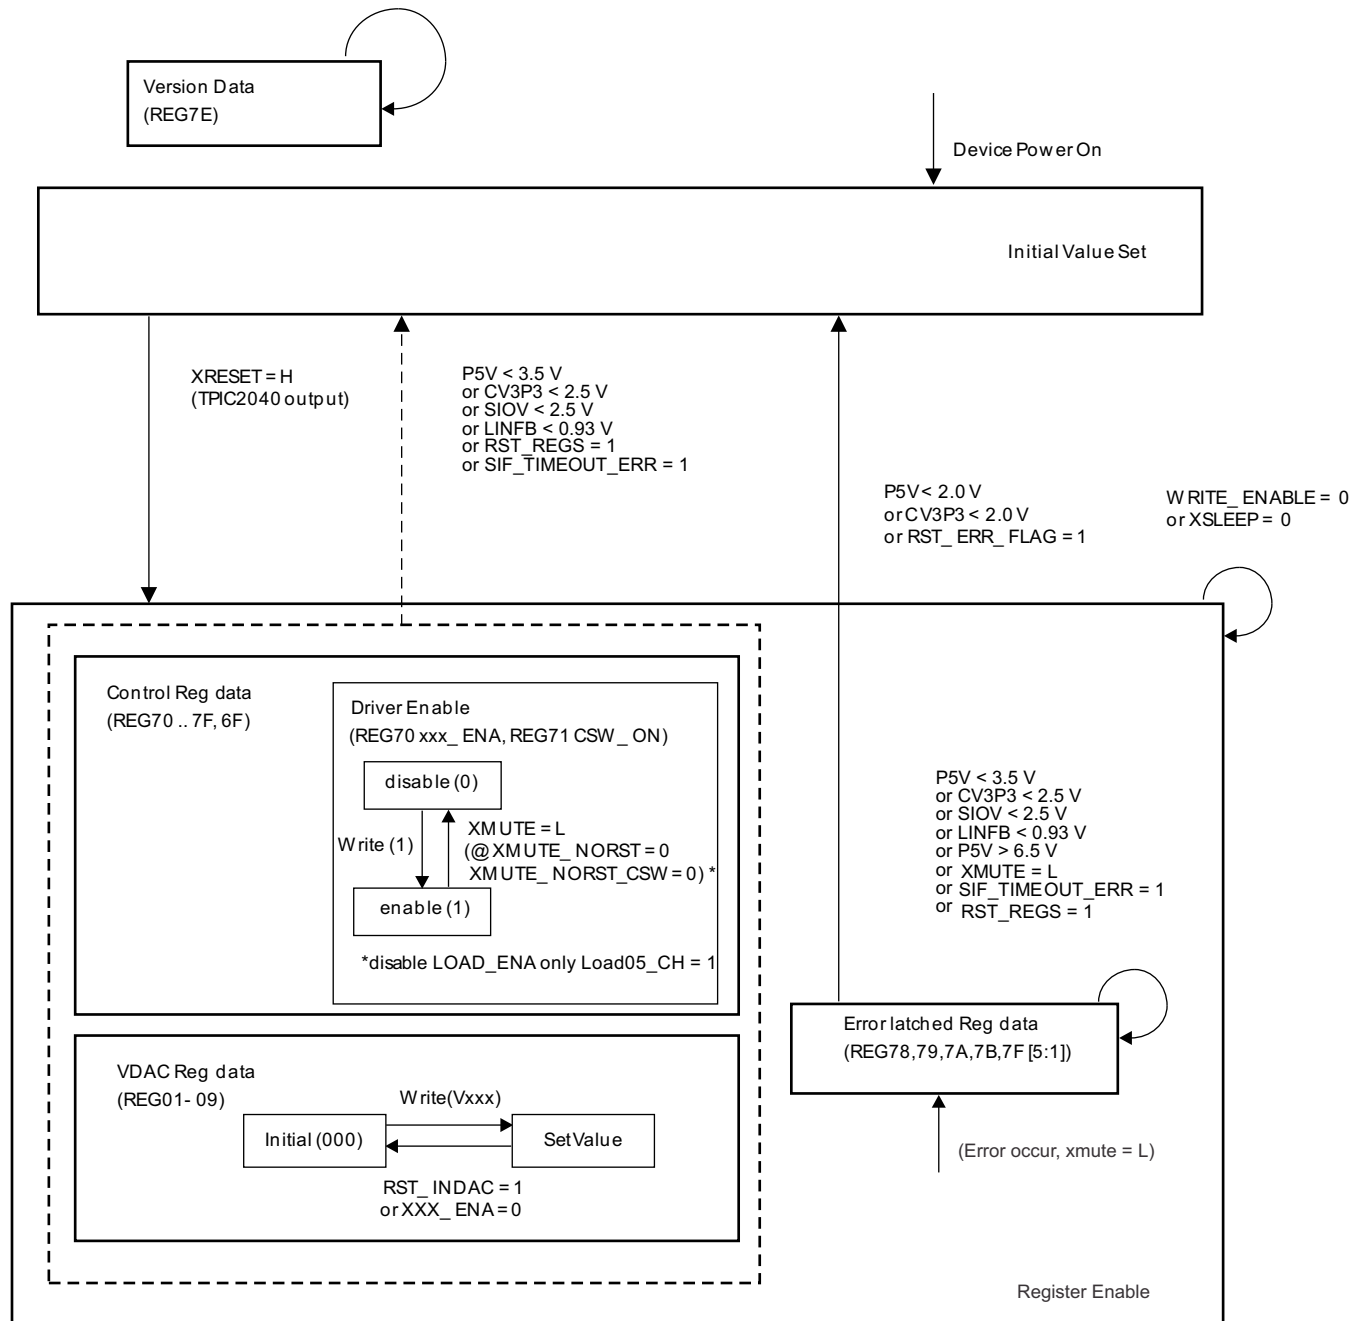 Version Data
(REG7E)
Device Power On
Initial Value Set
XRESET = H
(TPIC2040 output)
P5V < 3.5 V
or CV3P3 < 2.5 V
or SIOV < 2.5 V
or LINFB < 0.93 V
or RST_REGS = 1
or SIF_TIMEOUT_ERR = 1
P5V < 2.0 V
or CV3P3 < 2.0 V
or RST_ERR_FLAG = 1
WRITE_ENABLE = 0
or XSLEEP = 0
Control Reg data
(REG70 .. 7F, 6F)
Driver Enable
(REG70 xxx_ENA, REG71 CSW_ON)
disable (0)
Write (1)
XMUTE = L
(@XMUTE_NORST = 0
XMUTE_NORST_CSW = 0) *
enable (1)
*disable LOAD_ENA only Load05_CH = 1
P5V < 3.5 V
or CV3P3 < 2.5 V
or SIOV < 2.5 V
or LINFB < 0.93 V
or P5V > 6.5 V
or XMUTE = L
or SIF_TIMEOUT_ERR = 1
or RST_REGS = 1
Error latched Reg data
(REG78,79,7A,7B,7F [5:1])
VDAC Reg data
(REG01- 09)
Write(Vxxx)
Initial (000)
SetValue
RST_INDAC = 1
or XXX_ENA = 0
(Error occur, xmute = L)
Register Enable